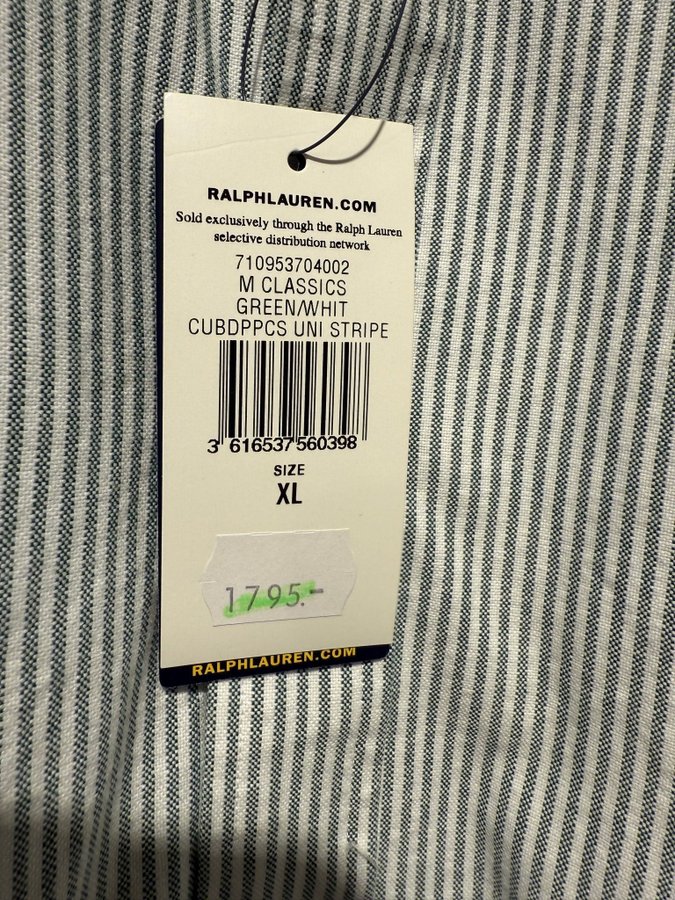 RALPHLAUREN.COM
Sold exclusively through the Ralph Lauren
selective distribution network
710953704002
M CLASSICS
GREEN/WHIT
CUBDPPCS UNI STRIPE
3 616537 560398
SIZE
XL
1795.-
RALPHLAUREN.COM